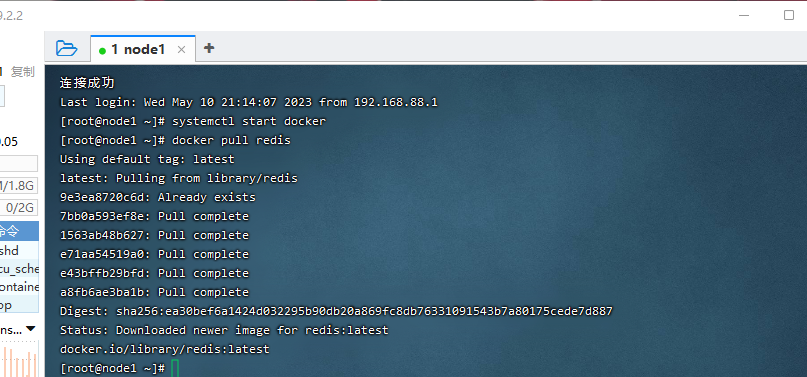 9.2.2
1 node1
复制
连接成功
Last login: Wed May 10 21:14:07 2023 from 192.168.88.1
[root@node1 ~]# systemctl start docker
[root@node1 ~]# docker pull redis
Using default tag: latest
latest: Pulling from library/redis
9e3ea8720c6d: Already exists
7bb0a593ef8e: Pull complete
1563ab48b627: Pull complete
e71aa54519a0: Pull complete
e43bffb29bfd: Pull complete
a8fb6ae3ba1b: Pull complete
Digest: sha256:ea30bef6a1424d032295b90db20a869fc8db76331091543b7a80175cede7d887
Status: Downloaded newer image for redis:latest
docker.io/library/redis:latest
[root@node1 ~]#
0.05
/1.8G
0/2G
命令
shd
cu_sche
ontaine
op
ns...